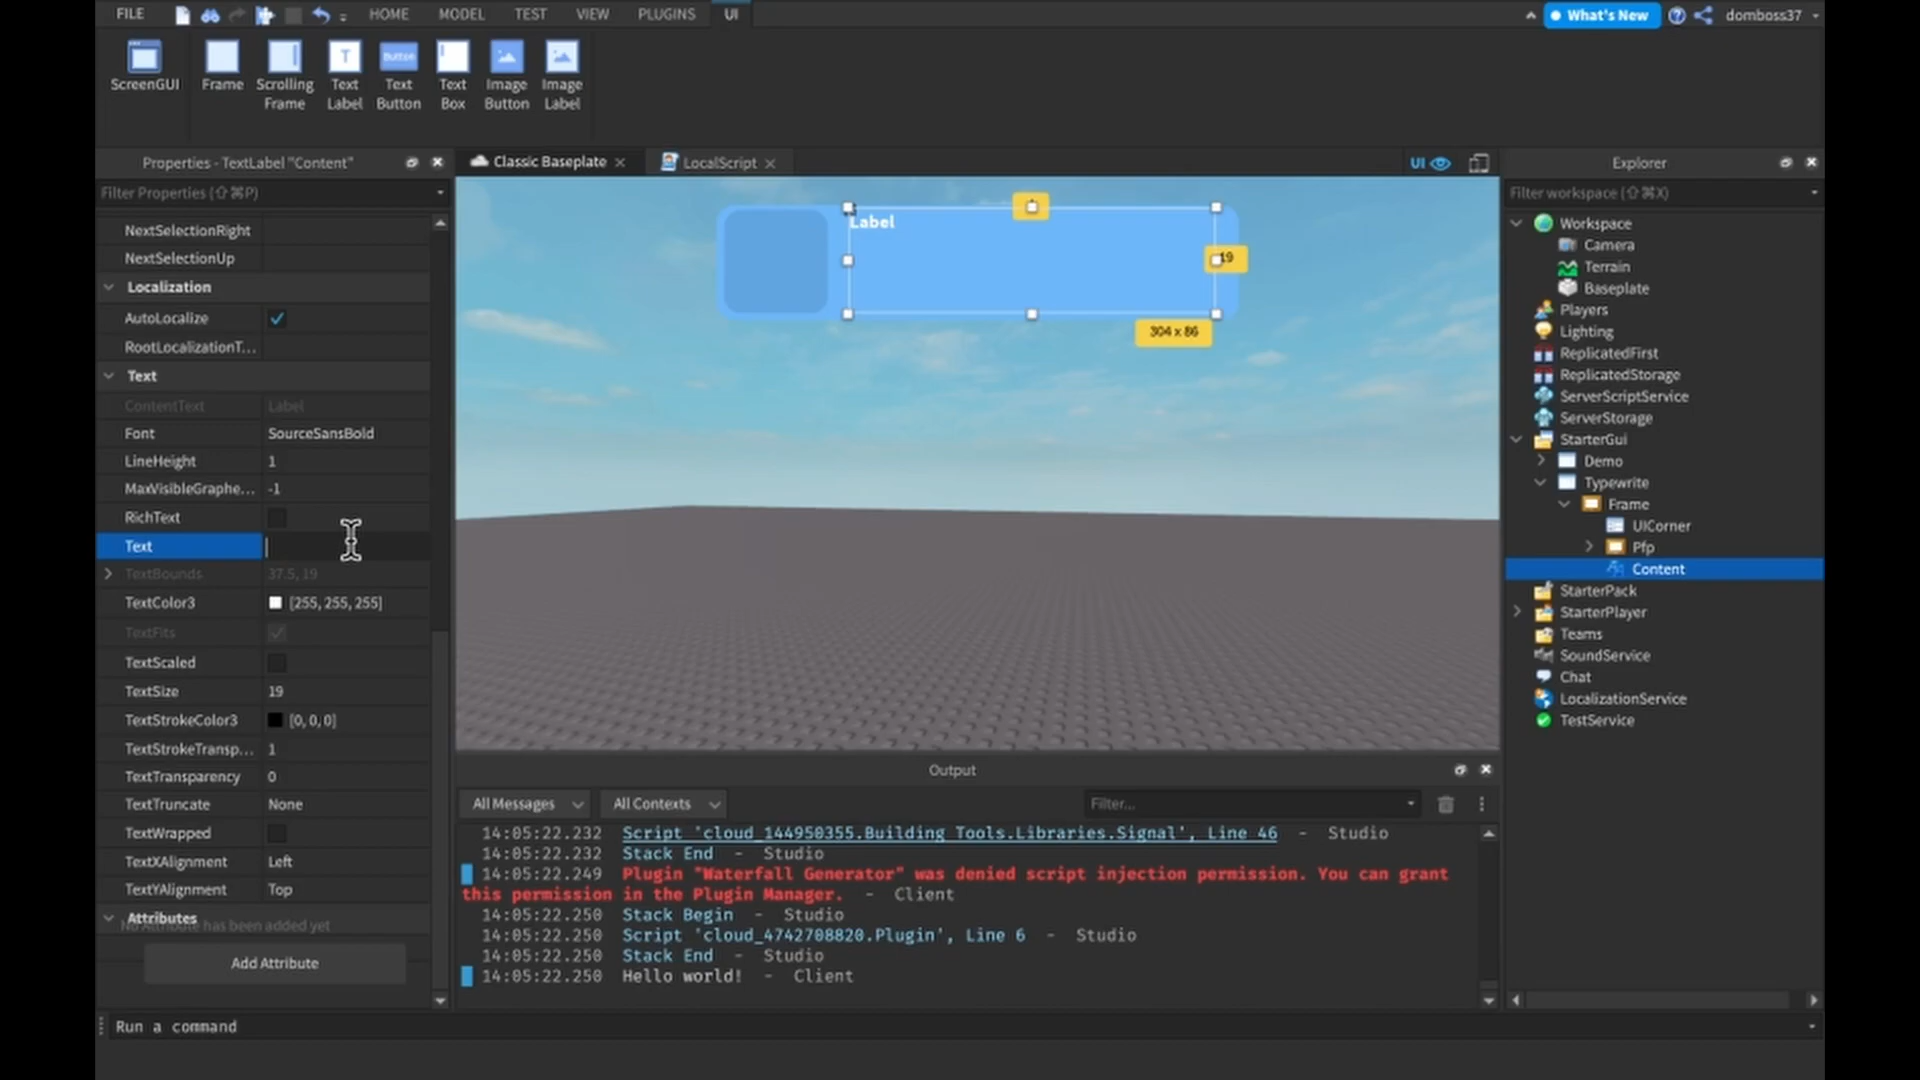 FILE
HOME
MODEL
TEST
VIEW
PLUGINS
UI
What's New
domboss37
ScreenGUI
Frame
Scrolling
Frame
T
Text
Label
Button
Text
Button
Text
Box
Image
Button
Image
Label
Properties - TextLabel "Content"
Filter Properties (⇧⌘P)
NextSelectionRight
NextSelectionUp
Localization
AutoLocalize
RootLocalizationT...
Text
ContentText Label
Font SourceSansBold
LineHeight 1
MaxVisibleGraphe... -1
RichText
Text
TextBounds 37.5, 19
TextColor3 [255, 255, 255]
TextFits
TextScaled
TextSize 19
TextStrokeColor3 [0, 0, 0]
TextStrokeTransp... 1
TextTransparency 0
TextTruncate None
TextWrapped
TextXAlignment Left
TextYAlignment Top
Attributes
No Attribute has been added yet
Add Attribute
Classic Baseplate
LocalScript
UI
Label
19
304 x 86
Output
All Messages
All Contexts
Filter...
14:05:22.232 Script 'cloud_144950355.Building Tools.Libraries.Signal', Line 46 - Studio
14:05:22.232 Stack End - Studio
14:05:22.249 Plugin "Waterfall Generator" was denied script injection permission. You can grant
this permission in the Plugin Manager. - Client
14:05:22.250 Stack Begin - Studio
14:05:22.250 Script 'cloud_4742708820.Plugin', Line 6 - Studio
14:05:22.250 Stack End - Studio
14:05:22.250 Hello world! - Client
Explorer
Filter workspace (⇧⌘X)
Workspace
Camera
Terrain
Baseplate
Players
Lighting
ReplicatedFirst
ReplicatedStorage
ServerScriptService
ServerStorage
StarterGui
Demo
Typewrite
Frame
UICorner
Pfp
Content
StarterPack
StarterPlayer
Teams
SoundService
Chat
LocalizationService
TestService
Run a command